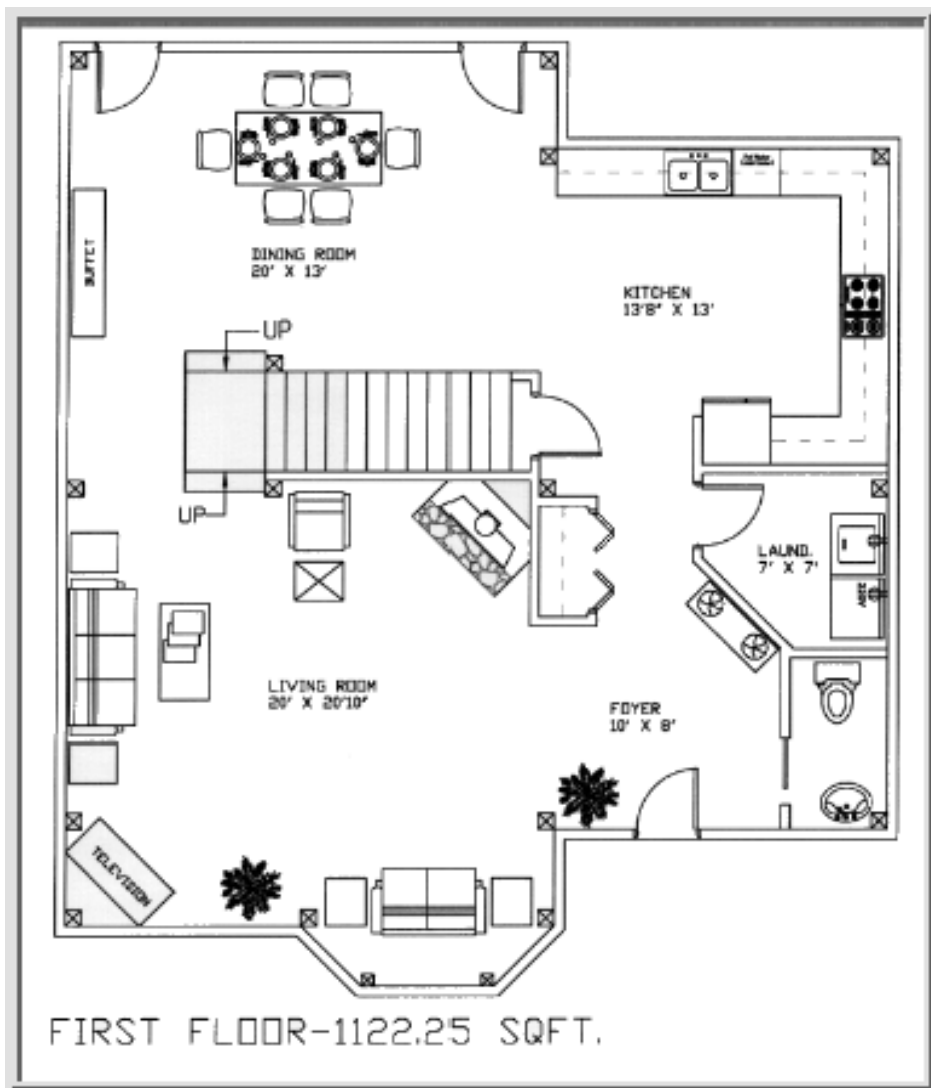 DINING ROOM
20' X 13'
BUFFET
KITCHEN
13'8" X 13'
UP
UP
LAUND.
7' X 7'
220V
LIVING ROOM
20' X 20'10"
FOYER
10' X 8'
TELEVISION
FIRST FLOOR-1122.25 SQFT.